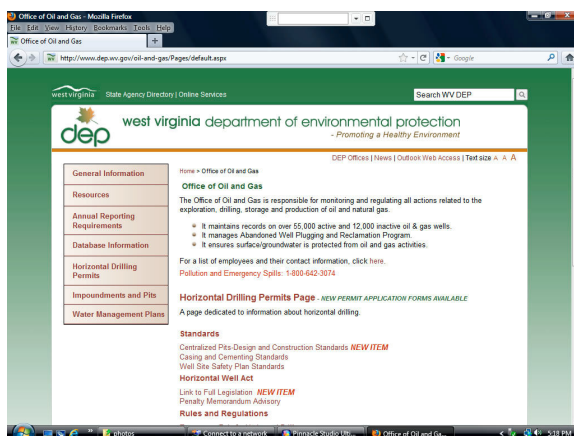 Office of Oil and Gas - Mozilla Firefox
File Edit View History Bookmarks Tools Help
Office of Oil and Gas
http://www.dep.wv.gov/oil-and-gas/Pages/default.aspx
Google
west virginia State Agency Directory | Online Services
Search WV DEP
dep
west virginia department of environmental protection
- Promoting a Healthy Environment
DEP Offices | News | Outlook Web Access | Text size A A A
General Information
Resources
Annual Reporting
Requirements
Database Information
Horizontal Drilling
Permits
Impoundments and Pits
Water Management Plans
Home > Office of Oil and Gas
Office of Oil and Gas
The Office of Oil and Gas is responsible for monitoring and regulating all actions related to the
exploration, drilling, storage and production of oil and natural gas.
It maintains records on over 55,000 active and 12,000 inactive oil & gas wells.
It manages Abandoned Well Plugging and Reclamation Program.
It ensures surface/groundwater is protected from oil and gas activities.
For a list of employees and their contact information, click here.
Pollution and Emergency Spills: 1-800-642-3074
Horizontal Drilling Permits Page - NEW PERMIT APPLICATION FORMS AVAILABLE
A page dedicated to information about horizontal drilling.
Standards
Centralized Pits-Design and Construction Standards NEW ITEM
Casing and Cementing Standards
Well Site Safety Plan Standards
Horizontal Well Act
Link to Full Legislation NEW ITEM
Penalty Memorandum Advisory
Rules and Regulations
photos
Connect to a network
Pinnacle Studio Ulti...
Office of Oil and Ga...
5:18 PM